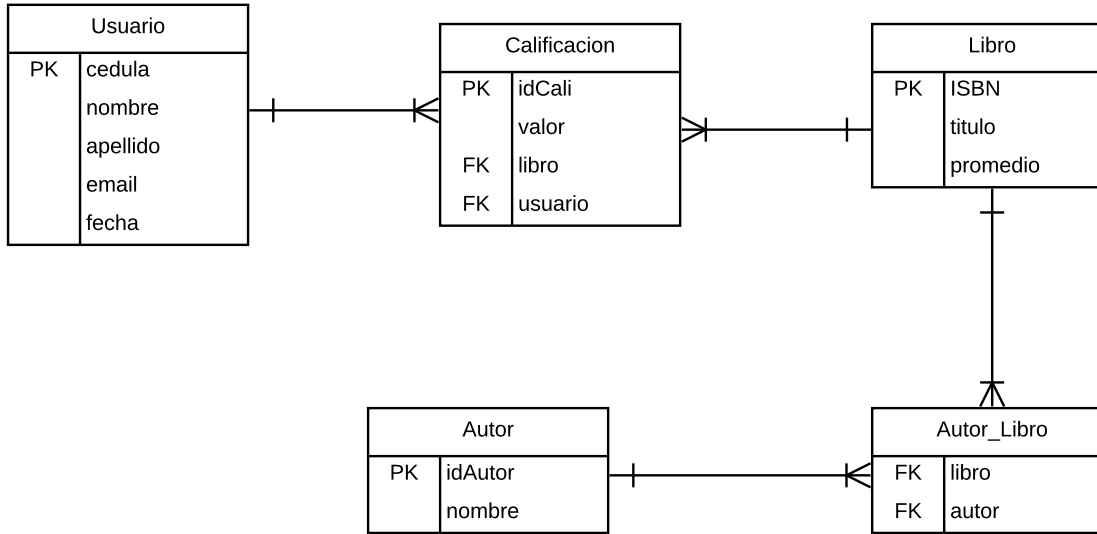 Usuario
PK cedula
nombre
apellido
email
fecha
Calificacion
PK idCali
valor
FK libro
FK usuario
Libro
PK ISBN
titulo
promedio
Autor
PK idAutor
nombre
Autor_Libro
FK libro
FK autor